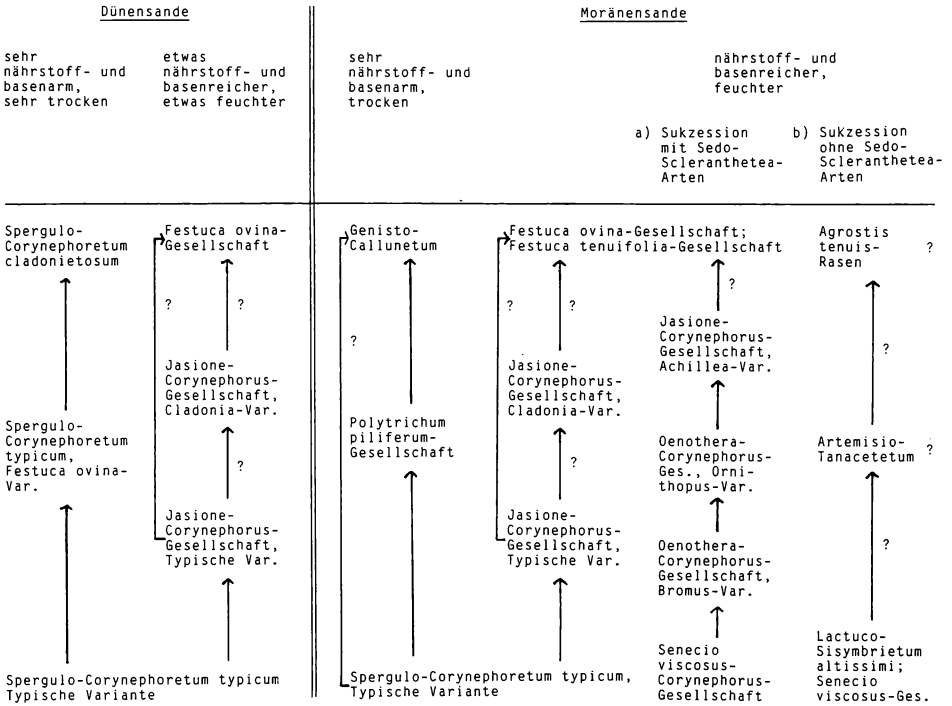 Dünensande
sehr
nährstoff- und
basenarm,
sehr trocken
etwas
nährstoff- und
basenreicher,
etwas feuchter
Spergulo-
Corynephoretum
cladonietosum
Festuca ovina-
Gesellschaft
?
?
Jasione-
Corynephorus-
Gesellschaft,
Cladonia-Var.
Spergulo-
Corynephoretum
typicum,
Festuca ovina-
Var.
?
Jasione-
Corynephorus-
Gesellschaft,
Typische Var.
Spergulo-Corynephoretum typicum
Typische Variante
Moränensande
sehr
nährstoff- und
basenarm,
trocken
nährstoff- und
basenreicher,
feuchter
a) Sukzession
mit Sedo-
Scleranthetea-
Arten
b) Sukzession
ohne Sedo-
Scleranthetea-
Arten
Genisto-
Callunetum
?
Polytrichum
piliferum-
Gesellschaft
Festuca ovina-Gesellschaft;
Festuca tenuifolia-Gesellschaft
?
?
Jasione-
Corynephorus-
Gesellschaft,
Cladonia-Var.
?
Jasione-
Corynephorus-
Gesellschaft,
Typische Var.
Spergulo-Corynephoretum typicum,
Typische Variante
?
Jasione-
Corynephorus-
Gesellschaft,
Achillea-Var.
Oenothera-
Corynephorus-
Ges., Orni-
thopus-Var.
Oenothera-
Corynephorus-
Gesellschaft,
Bromus-Var.
Senecio
viscosus-
Corynephorus-
Gesellschaft
Agrostis
tenuis- ?
Rasen
?
Artemisio- ?
Tanacetetum
?
Lactuco-
Sisymbrietum
altissimi;
Senecio
viscosus-Ges.